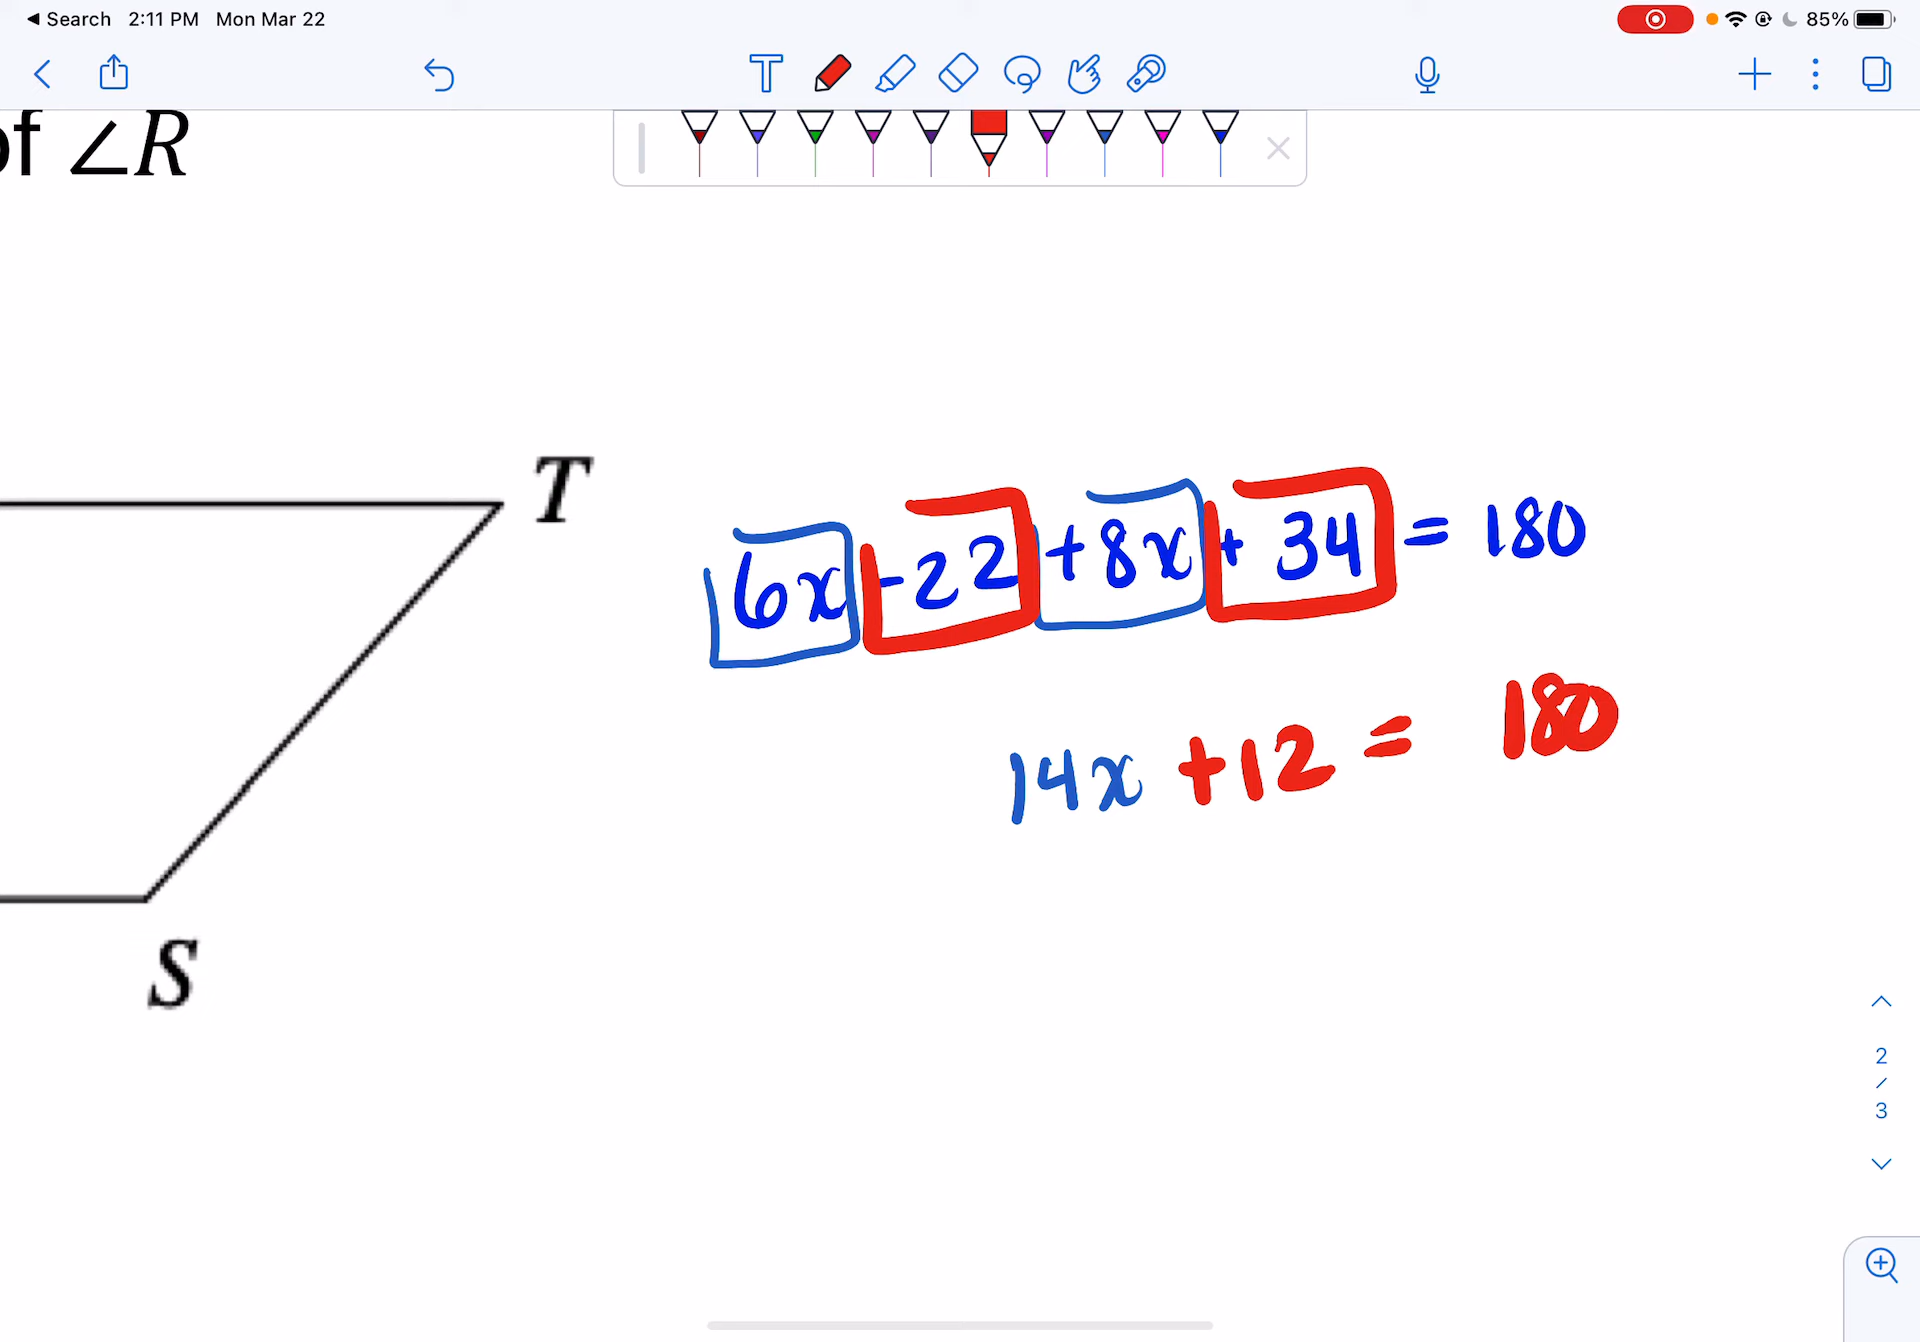 Search 2:11 PM Mon Mar 22
85%
of ∠R
T
6x -22 +8x + 34 = 180
14x +12 = 180
S
2
/
3